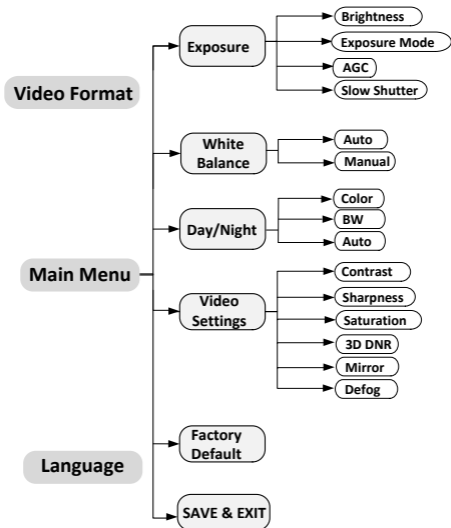 Video Format
Main Menu
Language
Exposure
Brightness
Exposure Mode
AGC
Slow Shutter
White
Balance
Auto
Manual
Day/Night
Color
BW
Auto
Video
Settings
Contrast
Sharpness
Saturation
3D DNR
Mirror
Defog
Factory
Default
SAVE & EXIT